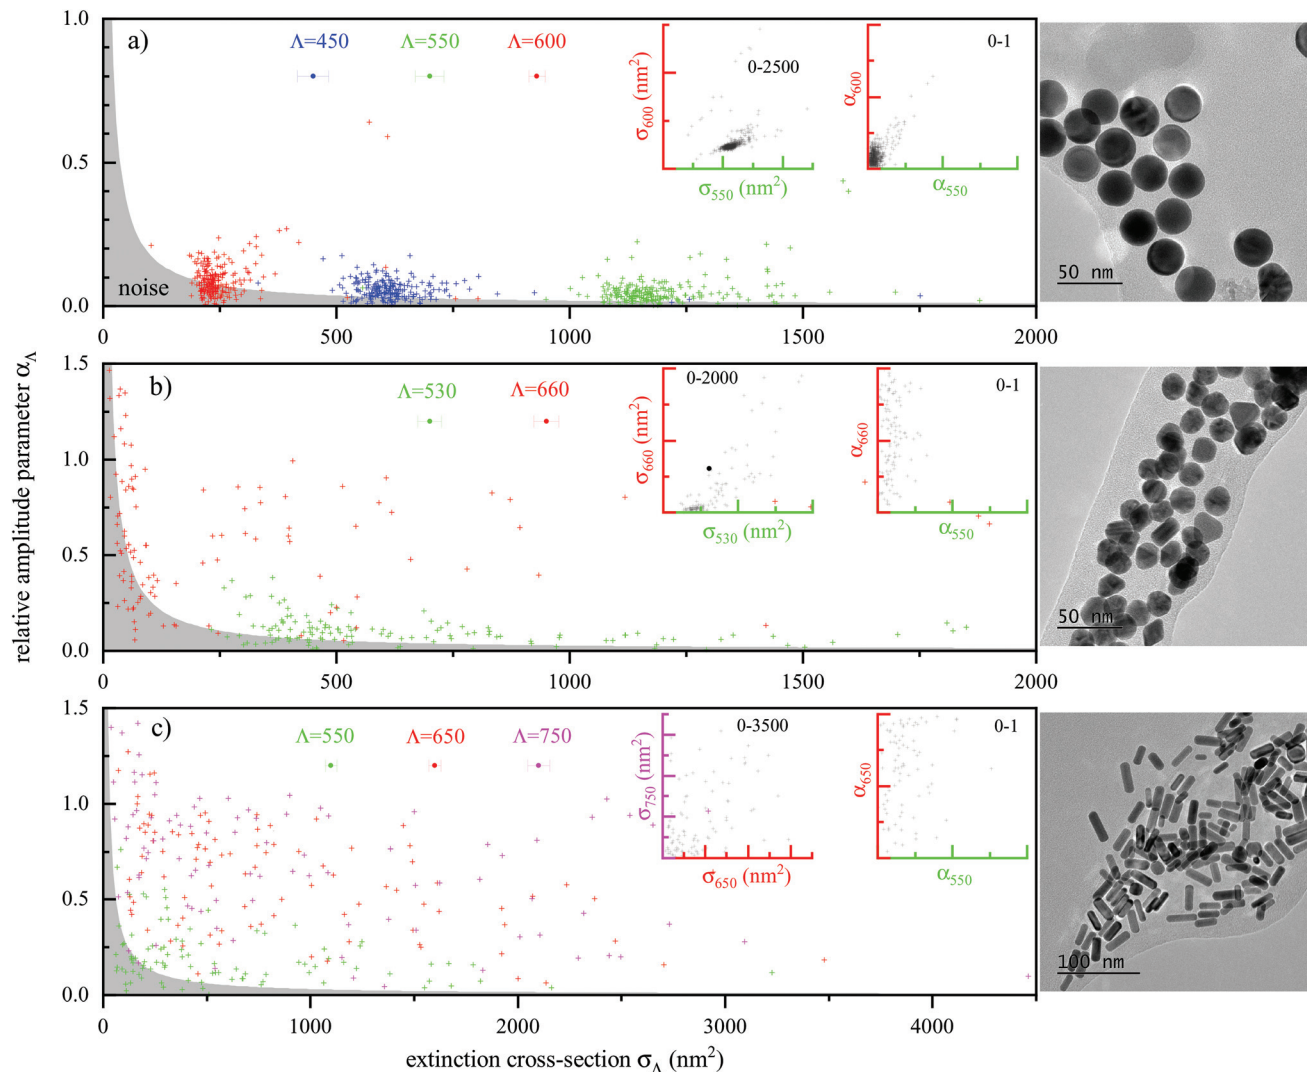 relative amplitude parameter α_Λ
1.0
0.5
0.0
a)
Λ=450
Λ=550
Λ=600
noise
σ₆₀₀ (nm²)
0-2500
σ₅₅₀ (nm²)
α₆₀₀
0-1
α₅₅₀
0
500
1000
1500
2000
50 nm
1.5
1.0
0.5
0.0
b)
Λ=530
Λ=660
σ₆₆₀ (nm²)
0-2000
σ₅₃₀ (nm²)
α₆₆₀
0-1
α₅₅₀
0
500
1000
1500
2000
50 nm
1.5
1.0
0.5
0.0
c)
Λ=550
Λ=650
Λ=750
σ₇₅₀ (nm²)
0-3500
σ₆₅₀ (nm²)
α₆₅₀
0-1
α₅₅₀
0
1000
2000
3000
4000
100 nm
extinction cross-section σ_Λ (nm²)